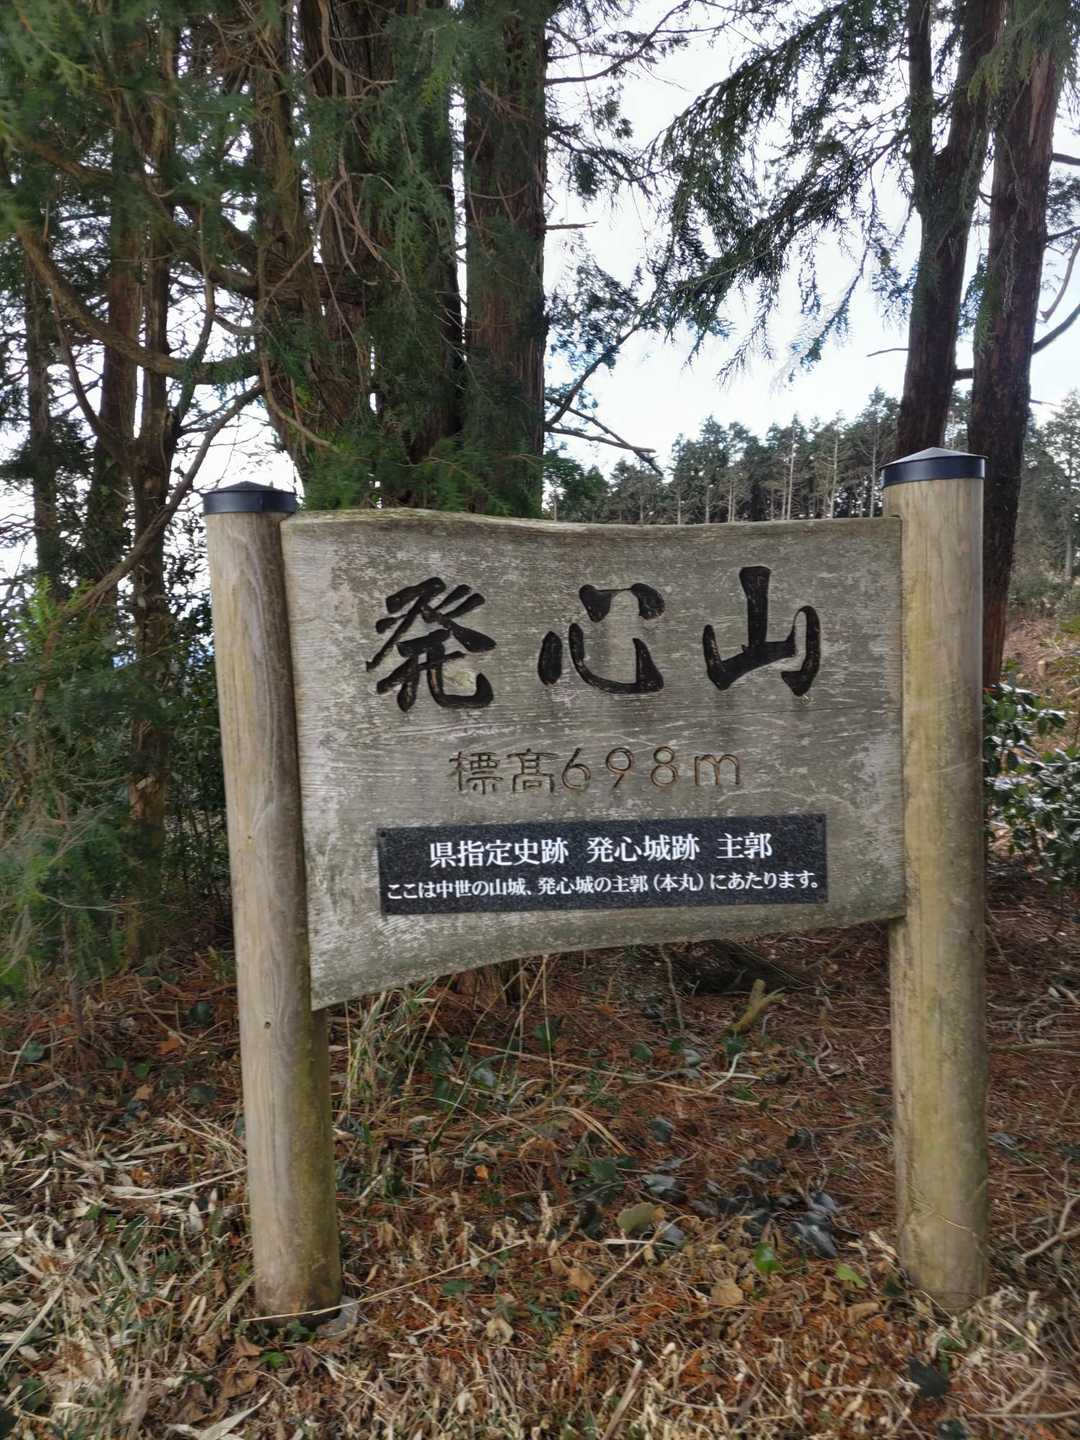 発心山
標高698m
県指定史跡 発心城跡 主郭
ここは中世の山城、発心城の主郭（本丸）にあたります。